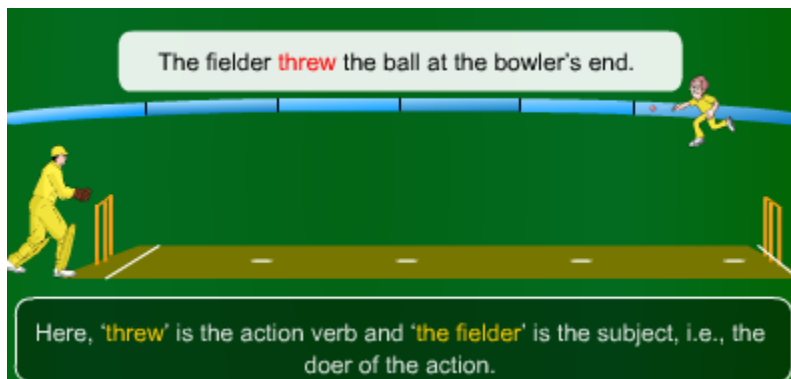 The fielder threw the ball at the bowler's end.
Here, ‘threw’ is the action verb and ‘the fielder’ is the subject, i.e., the
doer of the action.